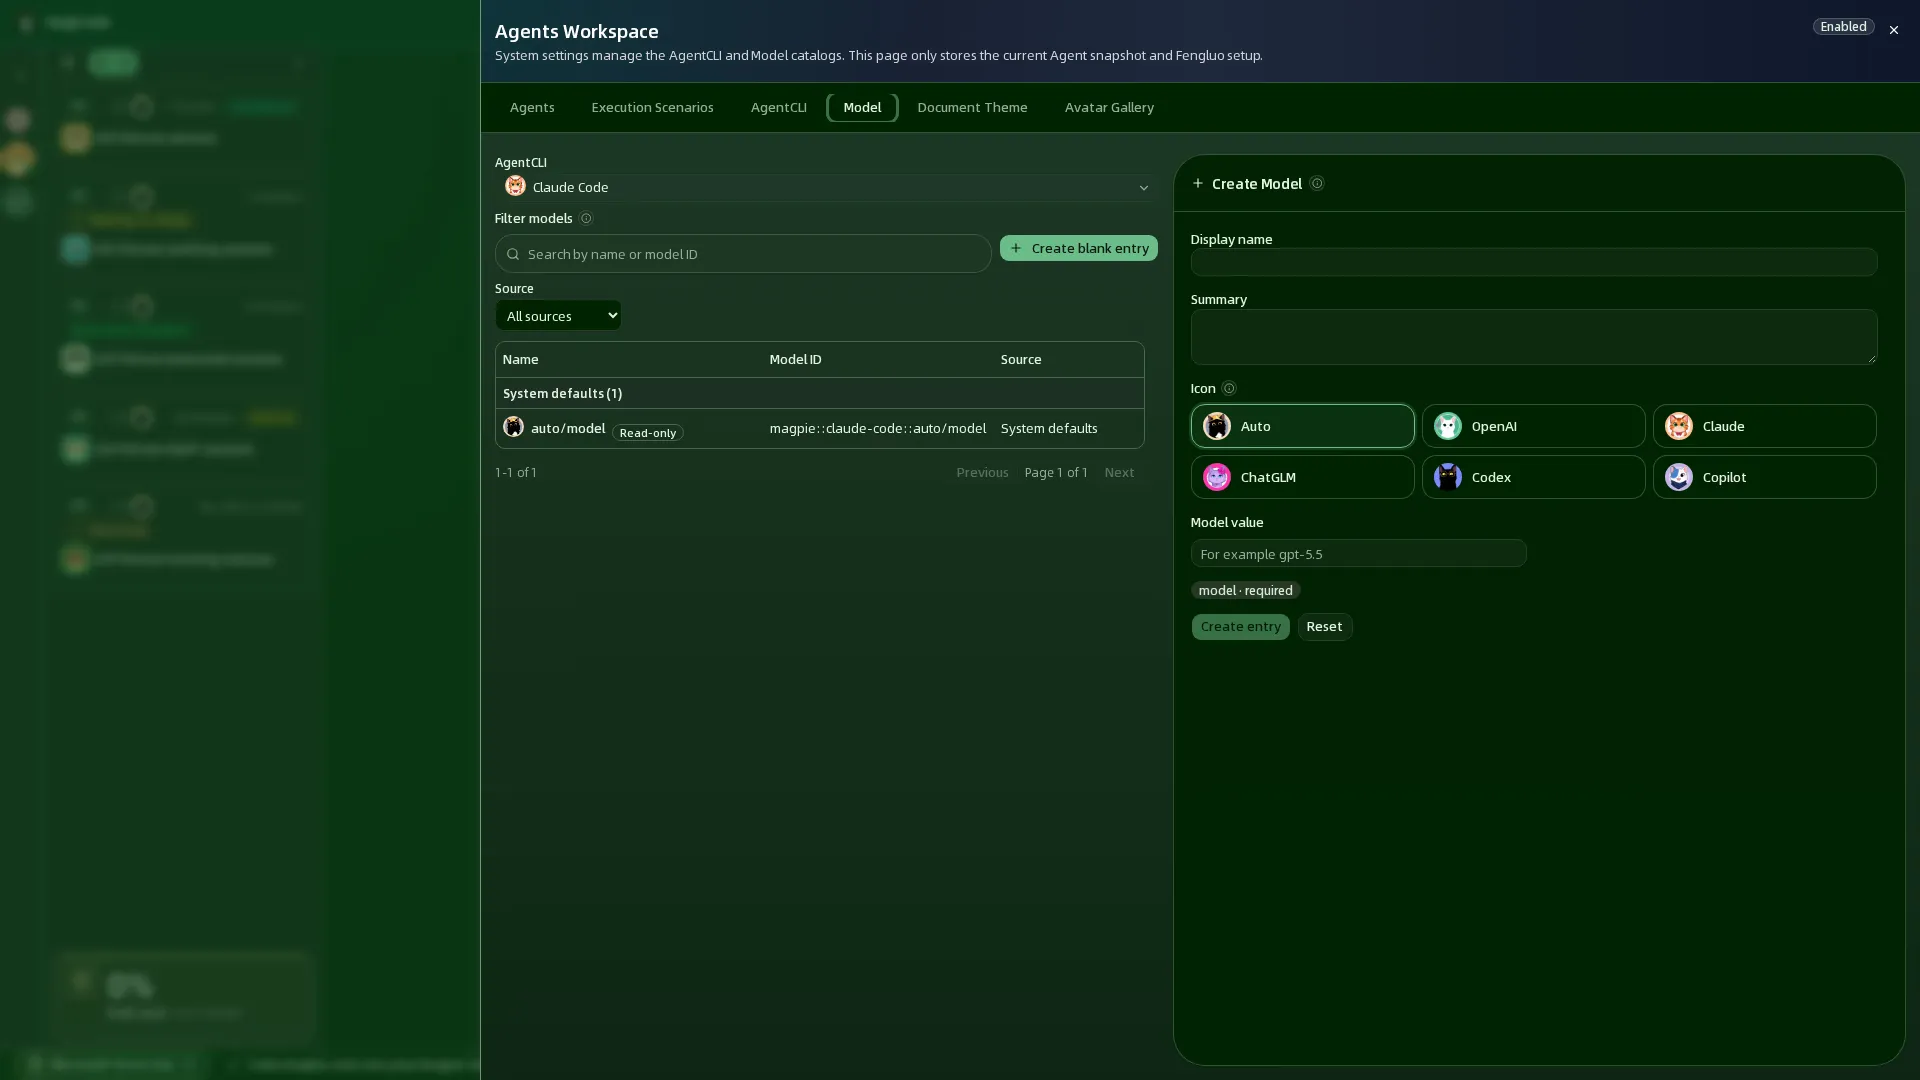 Agents Workspace
System settings manage the AgentCLI and Model catalogs. This page only stores the current Agent snapshot and Fengluo setup.
Enabled
Agents
Execution Scenarios
AgentCLI
Model
Document Theme
Avatar Gallery
AgentCLI
Claude Code
Filter models
Search by name or model ID
Create blank entry
Source
All sources
Name Model ID Source
System defaults (1)
auto/model Read-only magpie::claude-code::auto/model System defaults
1-1 of 1
Previous Page 1 of 1 Next
Create Model
Display name
Summary
Icon
Auto
OpenAI
Claude
ChatGLM
Codex
Copilot
Model value
For example gpt-5.5
model · required
Create entry
Reset